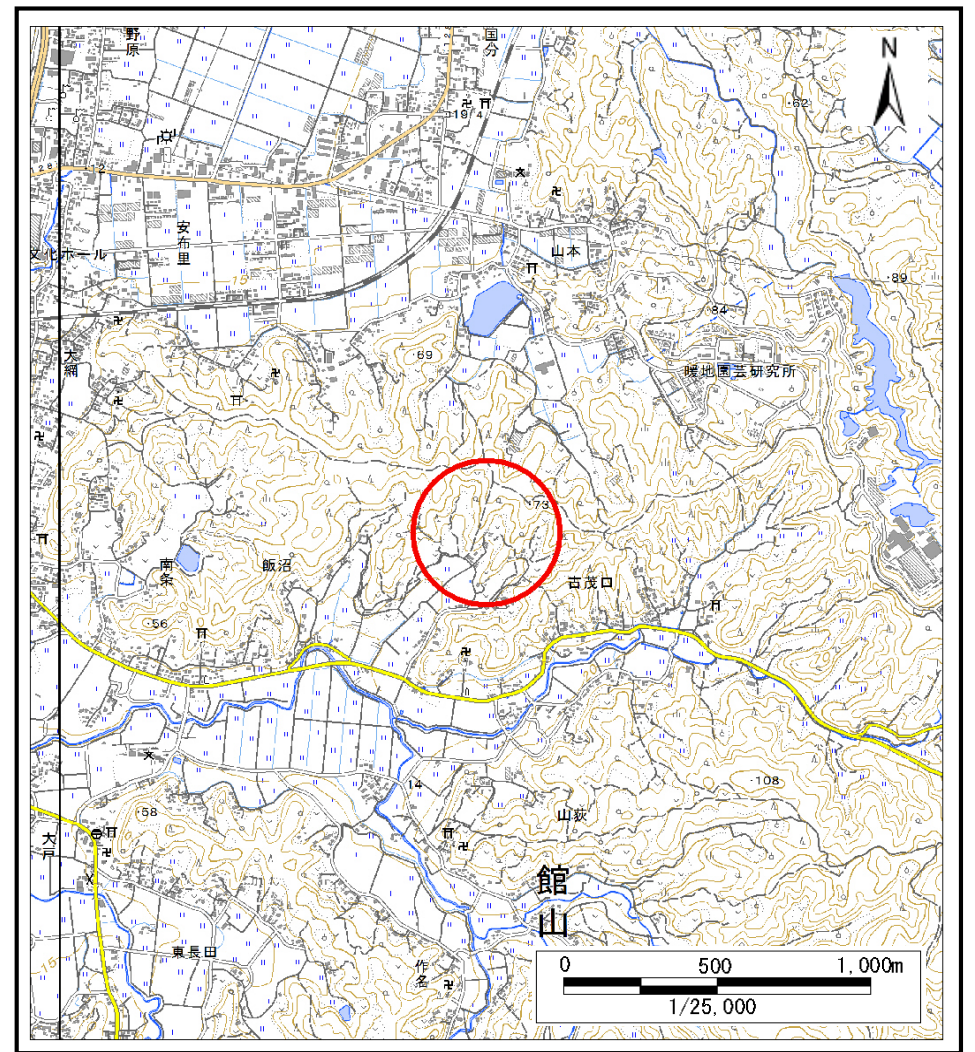 野原
国分
N
19.4
62
28
2
安布里
文化ホール
山本
89
84
大網
69
暖地園芸研究所
73
南条
飯沼
古茂口
56
108
14
58
山荻
大戸
館山
東長田
作名
0 500 1,000m
1/25,000